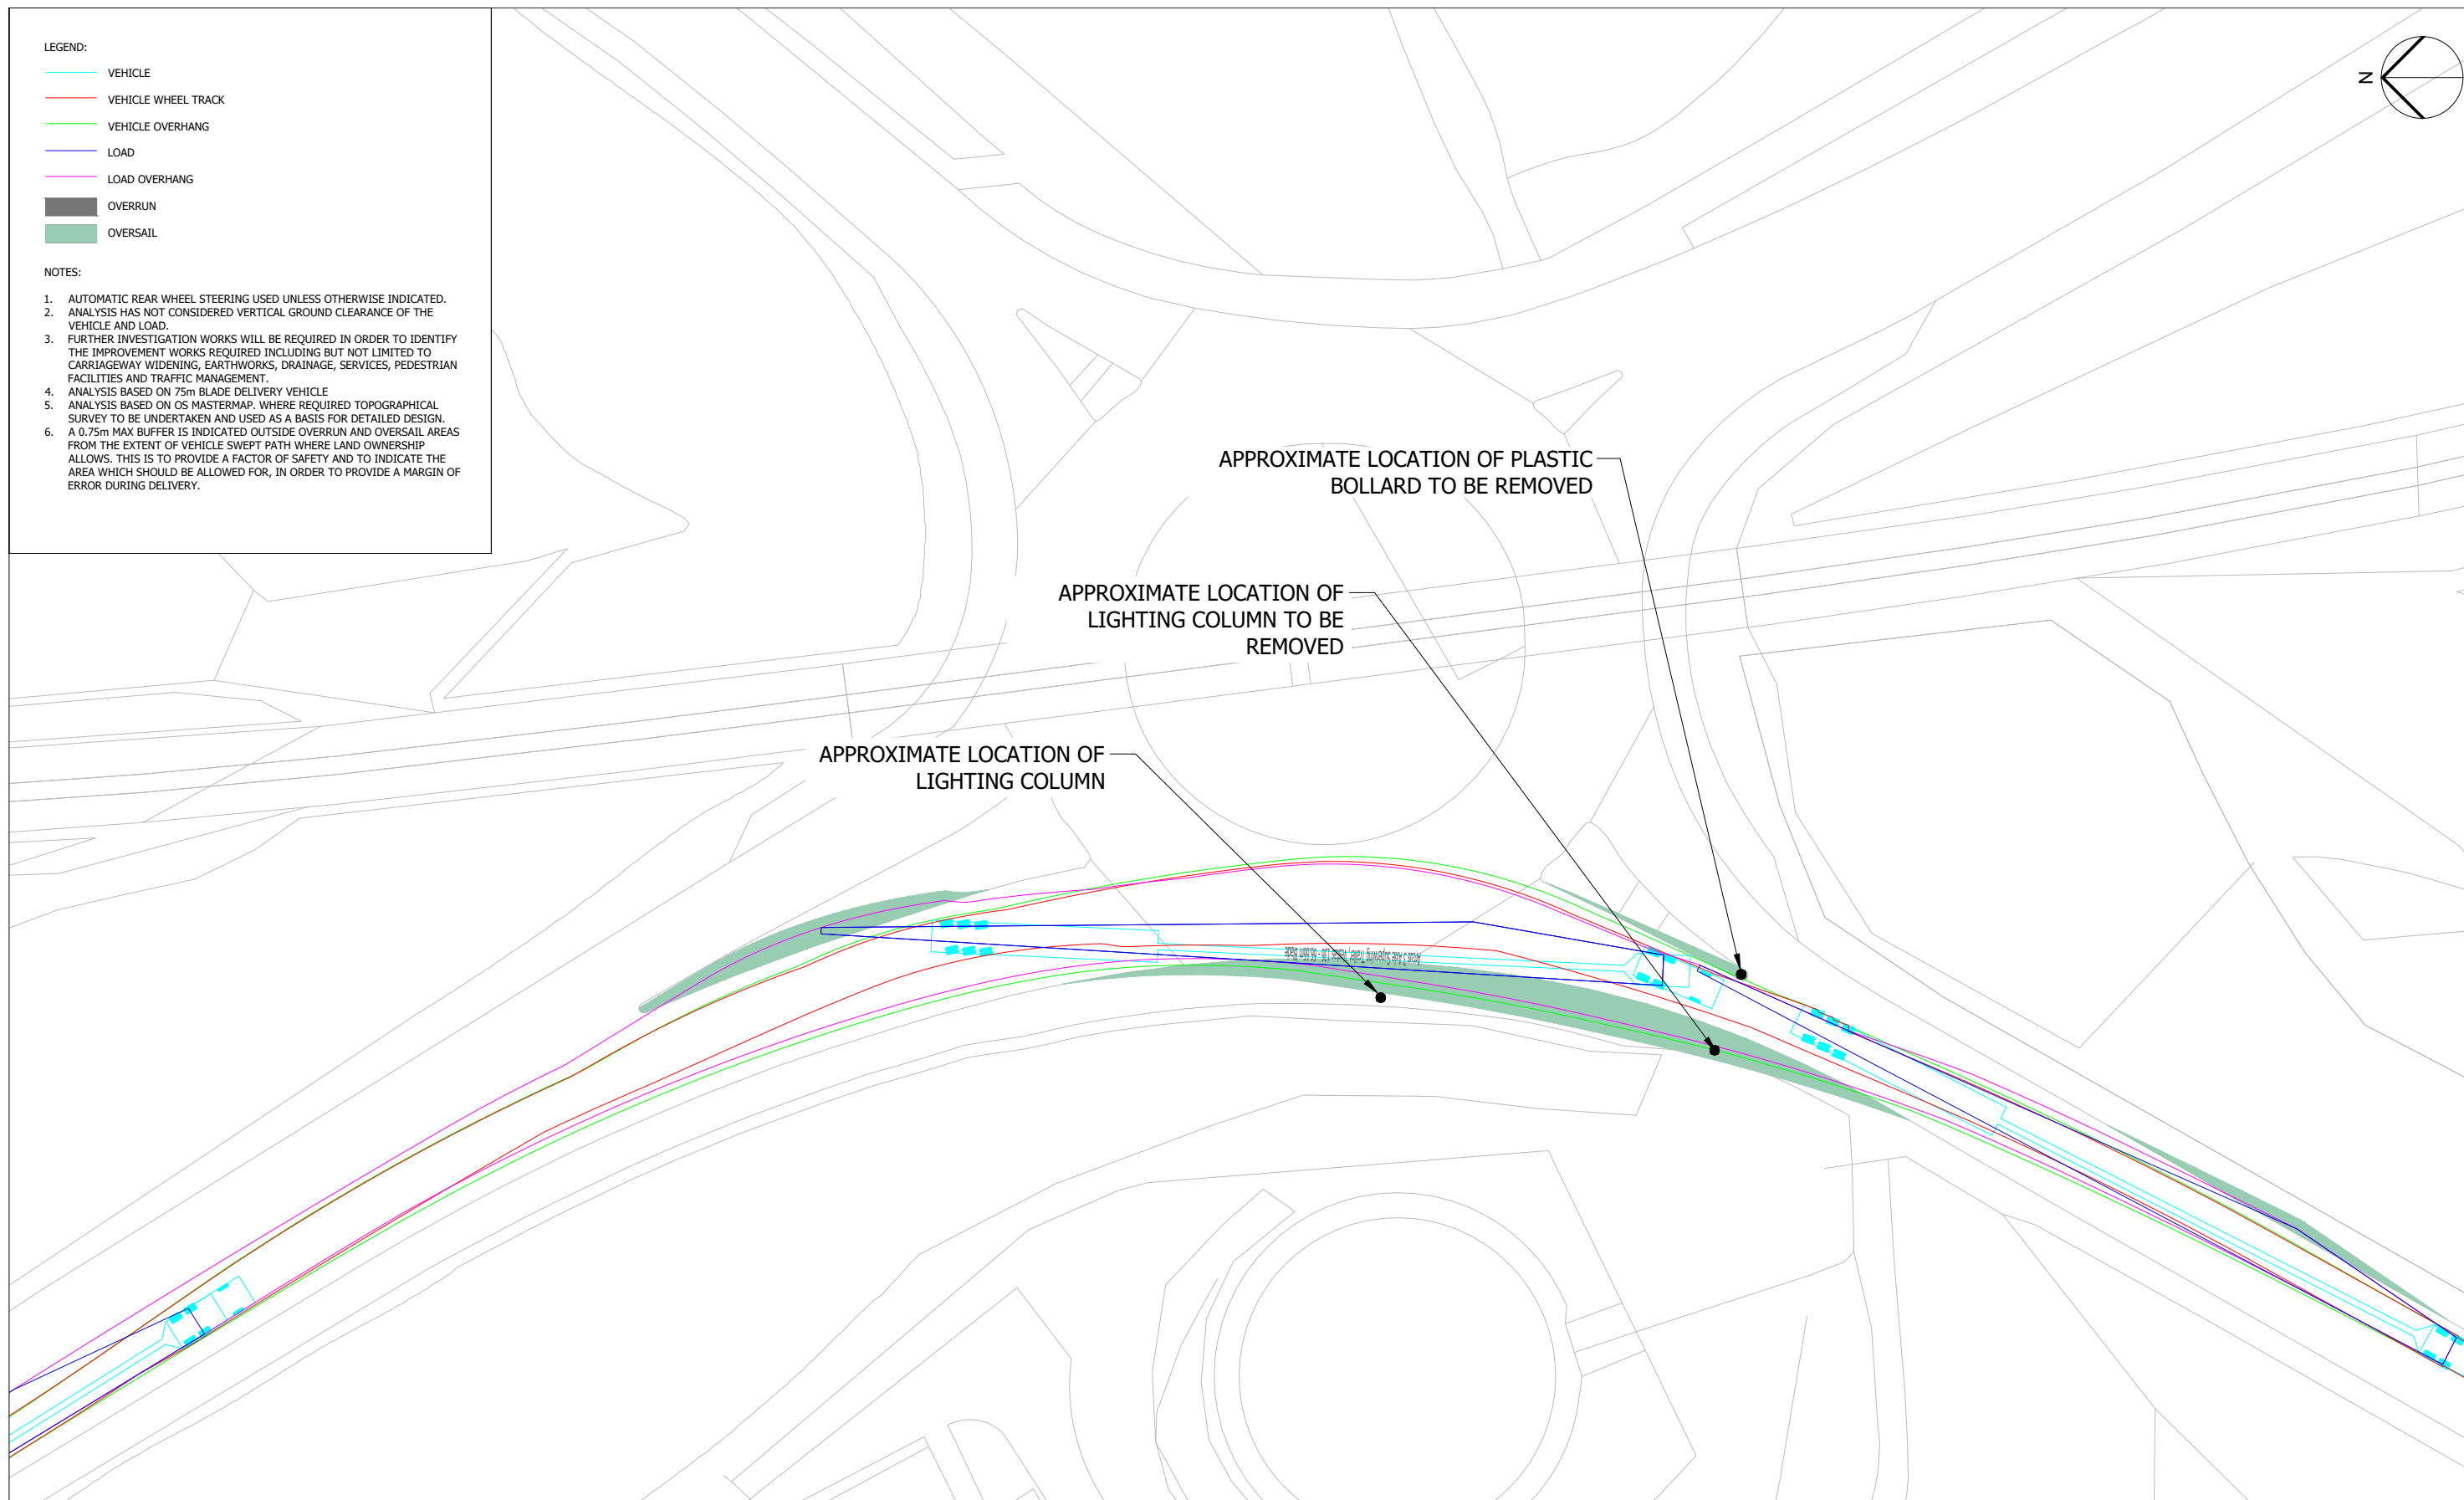 LEGEND:
VEHICLE
VEHICLE WHEEL TRACK
VEHICLE OVERHANG
LOAD
LOAD OVERHANG
OVERRUN
OVERSAIL
NOTES:
1. AUTOMATIC REAR WHEEL STEERING USED UNLESS OTHERWISE INDICATED.
2. ANALYSIS HAS NOT CONSIDERED VERTICAL GROUND CLEARANCE OF THE
VEHICLE AND LOAD.
3. FURTHER INVESTIGATION WORKS WILL BE REQUIRED IN ORDER TO IDENTIFY
THE IMPROVEMENT WORKS REQUIRED INCLUDING BUT NOT LIMITED TO
CARRIAGEWAY WIDENING, EARTHWORKS, DRAINAGE, SERVICES, PEDESTRIAN
FACILITIES AND TRAFFIC MANAGEMENT.
4. ANALYSIS BASED ON 75m BLADE DELIVERY VEHICLE
5. ANALYSIS BASED ON OS MASTERMAP. WHERE REQUIRED TOPOGRAPHICAL
SURVEY TO BE UNDERTAKEN AND USED AS A BASIS FOR DETAILED DESIGN.
6. A 0.75m MAX BUFFER IS INDICATED OUTSIDE OVERRUN AND OVERSAIL AREAS
FROM THE EXTENT OF VEHICLE SWEPT PATH WHERE LAND OWNERSHIP
ALLOWS. THIS IS TO PROVIDE A FACTOR OF SAFETY AND TO INDICATE THE
AREA WHICH SHOULD BE ALLOWED FOR, IN ORDER TO PROVIDE A MARGIN OF
ERROR DURING DELIVERY.
N
APPROXIMATE LOCATION OF PLASTIC
BOLLARD TO BE REMOVED
APPROXIMATE LOCATION OF
LIGHTING COLUMN TO BE
REMOVED
APPROXIMATE LOCATION OF
LIGHTING COLUMN